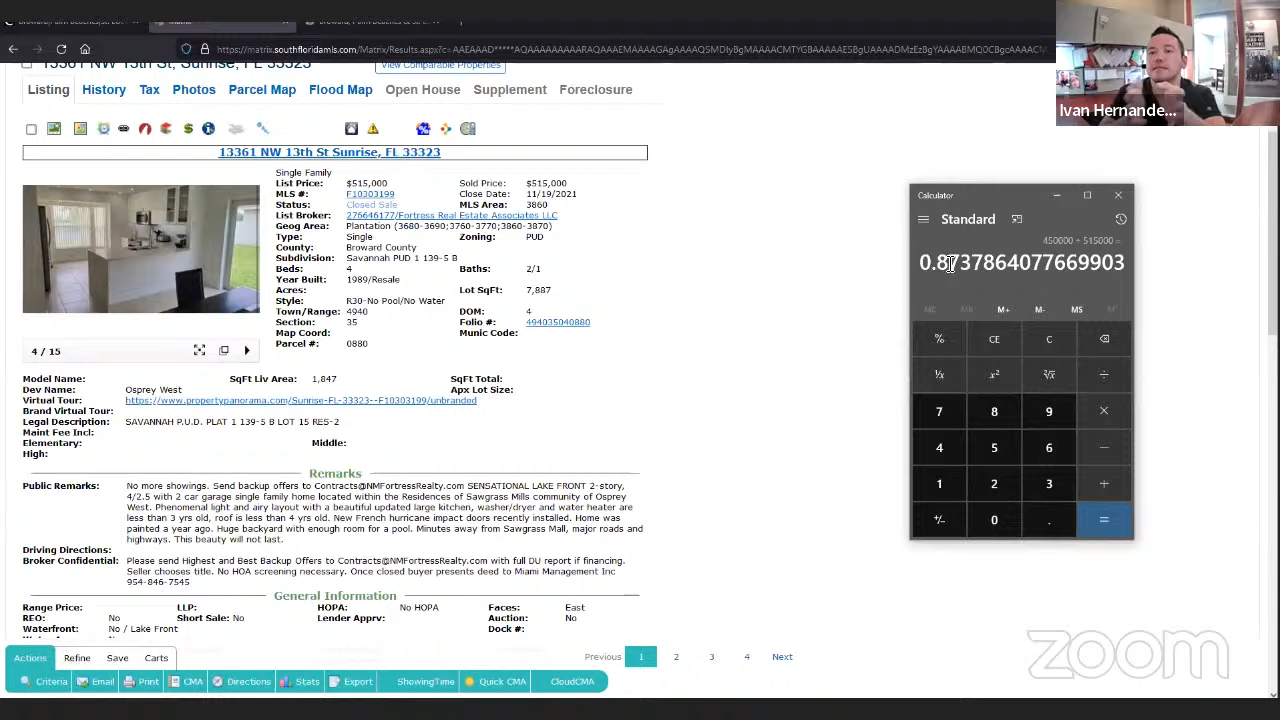 https://matrix.southfloridamls.com/Matrix/Results.aspx?c=
13361 NW 13th St, Sunrise, FL 33323
View Comparable Properties
Listing History Tax Photos Parcel Map Flood Map Open House Supplement Foreclosure
13361 NW 13th St Sunrise, FL 33323
Single Family
List Price: $515,000 Sold Price: $515,000
MLS #: F10303199 Close Date: 11/19/2021
Status: Closed Sale MLS Area: 3860
List Broker: 276646177/Fortress Real Estate Associates LLC
Geog Area: Plantation (3680-3690;3760-3770;3860-3870)
Type: Single Zoning: PUD
County: Broward County
Subdivision: Savannah PUD 1 139-5 B
Beds: 4 Baths: 2/1
Year Built: 1989/Resale
Acres: Lot SqFt: 7,887
Style: R30-No Pool/No Water
Town/Range: 4940 DOM: 4
Section: 35 Folio #: 494035040880
Map Coord: Munic Code:
Parcel #: 0880
4 / 15
Model Name: SqFt Liv Area: 1,847 SqFt Total:
Dev Name: Osprey West Apx Lot Size:
Virtual Tour: https://www.propertypanorama.com/Sunrise-FL-33323--F10303199/unbranded
Brand Virtual Tour:
Legal Description: SAVANNAH P.U.D. PLAT 1 139-5 B LOT 15 RES-2
Maint Fee Incl:
Elementary: Middle:
High:
Remarks
Public Remarks: No more showings. Send backup offers to Contracts@NMFortressRealty.com SENSATIONAL LAKE FRONT 2-story,
4/2.5 with 2 car garage single family home located within the Residences of Sawgrass Mills community of Osprey
West. Phenomenal light and airy layout with a beautiful updated large kitchen, washer/dryer and water heater are
less than 3 yrs old, roof is less than 4 yrs old. New French hurricane impact doors recently installed. Home was
painted a year ago. Huge backyard with enough room for a pool. Minutes away from Sawgrass Mall, major roads and
highways. This beauty will not last.
Driving Directions:
Broker Confidential: Please send Highest and Best Backup Offers to Contracts@NMFortressRealty.com with full DU report if financing.
Seller chooses title. No HOA screening necessary. Once closed buyer presents deed to Miami Management Inc
954-846-7545
General Information
Range Price: LLP: HOPA: No HOPA Faces: East
REO: No Short Sale: No Lender Apprv: Auction: No
Waterfront: No / Lake Front Dock #:
Actions Refine Save Carts
Previous 1 2 3 4 Next
Criteria Email Print CMA Directions Stats Export ShowingTime Quick CMA CloudCMA
Ivan Hernande...
Calculator
Standard
450000 ÷ 515000 =
0.8737864077669903
MC MR M+ M- MS M˅
% CE C
¹/x x² ²√x ÷
7 8 9 ×
4 5 6 −
1 2 3 +
+/- 0 . =
zoom